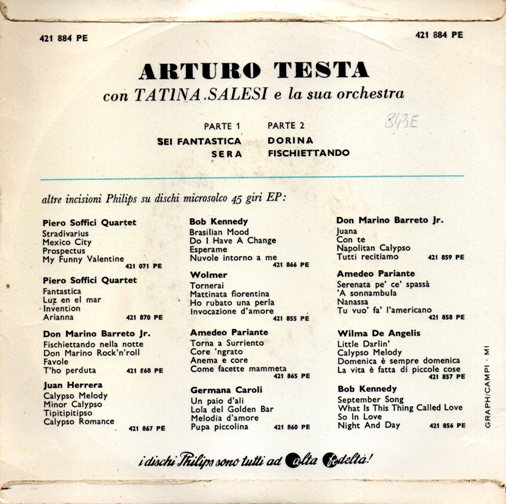 421 884 PE
421 884 PE
ARTURO TESTA
con TATINA.SALESI e la sua orchestra
PARTE 1
SEI FANTASTICA
SERA
PARTE 2
DORINA
FISCHIETTANDO
843E
altre incisioni Philips su dischi microsolco 45 giri EP:
Piero Soffici Quartet
Stradivarius
Mexico City
Prospectus
My Funny Valentine
421 071 PE
Piero Soffici Quartet
Fantastica
Luz en el mar
Invention
Arianna
421 870 PE
Don Marino Barreto Jr.
Fischiettando nella notte
Don Marino Rock'n'roll
Favole
T'ho perduta
421 868 PE
Juan Herrera
Calypso Melody
Minor Calypso
Tipitipitipso
Calypso Romance
421 867 PE
Bob Kennedy
Brasilian Mood
Do I Have A Change
Esperame
Nuvole intorno a me
421 866 PE
Wolmer
Tornerai
Mattinata fiorentina
Ho rubato una perla
Invocazione d'amore
421 855 PE
Amedeo Pariante
Torna a Surriento
Core 'ngrato
Anema e core
Come facette mammeta
421 865 PE
Germana Caroli
Un paio d'ali
Lola del Golden Bar
Melodia d'amore
Pupa piccolina
421 860 PE
Don Marino Barreto Jr.
Juana
Con te
Napolitan Calypso
Tutti recitiamo
421 859 PE
Amedeo Pariante
Serenata pe' ce' spassà
'A sonnambula
Nanassa
Tu vuo' fa' l'americano
421 858 PE
Wilma De Angelis
Little Darlin'
Calypso Melody
Domenica è sempre domenica
La vita è fatta di piccole cose
421 857 PE
Bob Kennedy
September Song
What Is This Thing Called Love
So In Love
Night And Day
421 856 PE
GRAPH/CAMPI - MI
i dischi Philips sono tutti ad alta fedeltà!